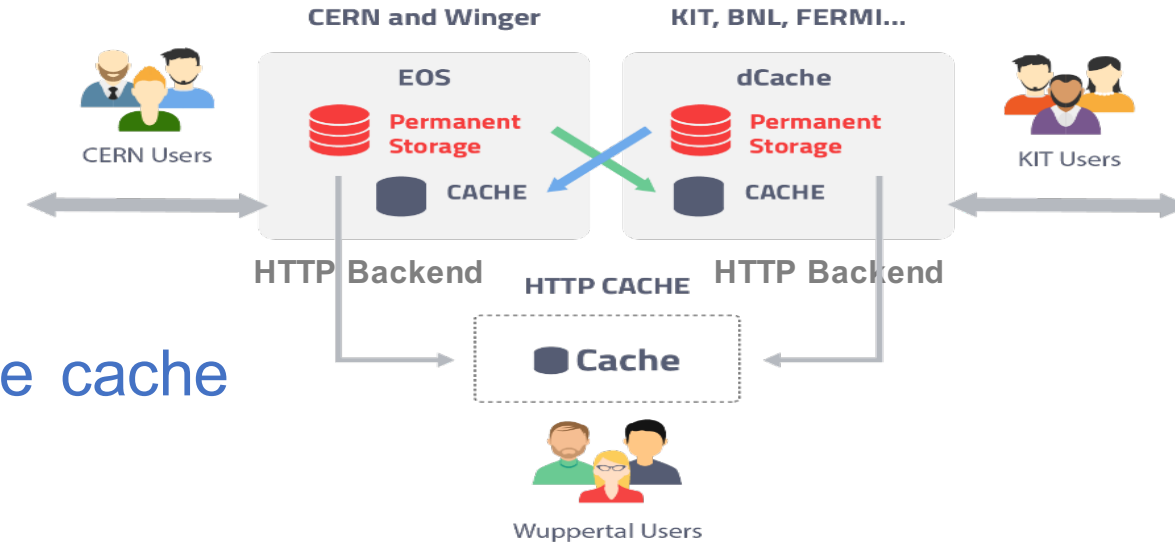 CERN and Winger
KIT, BNL, FERMI...
EOS
dCache
Permanent
Storage
Permanent
Storage
CACHE
CACHE
CERN Users
KIT Users
HTTP Backend
HTTP Backend
HTTP CACHE
e cache
Cache
Wuppertal Users